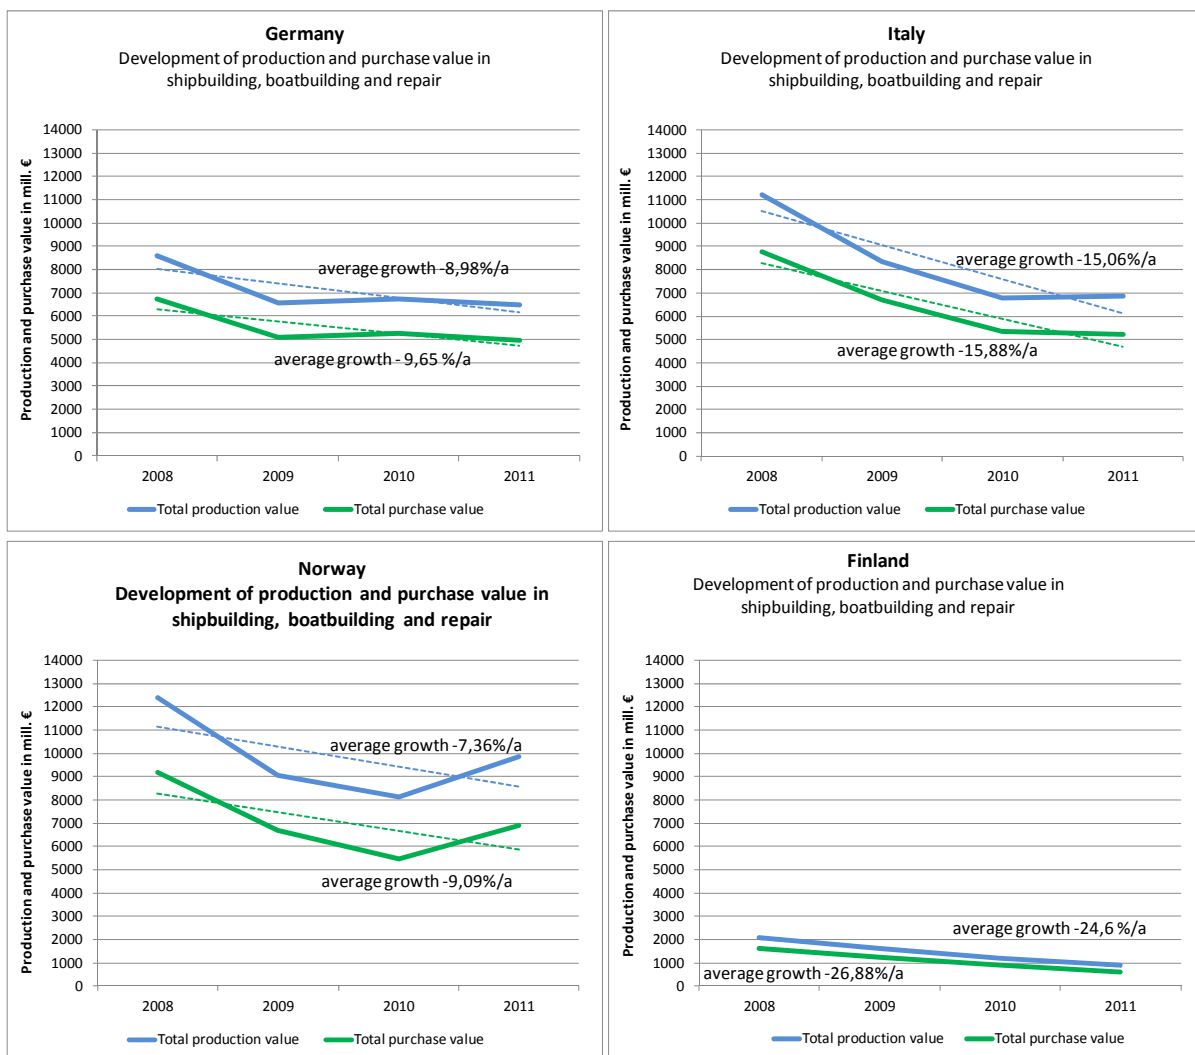 Germany
Development of production and purchase value in
shipbuilding, boatbuilding and repair
Production and purchase value in mill. €
14000
13000
12000
11000
10000
9000
8000
7000
6000
5000
4000
3000
2000
1000
0
average growth -8,98%/a
average growth - 9,65 %/a
2008 2009 2010 2011
Total production value Total purchase value
Italy
Development of production and purchase value in
shipbuilding, boatbuilding and repair
Production and purchase value in mill. €
14000
13000
12000
11000
10000
9000
8000
7000
6000
5000
4000
3000
2000
1000
0
average growth -15,06%/a
average growth -15,88%/a
2008 2009 2010 2011
Total production value Total purchase value
Norway
Development of production and purchase value in
shipbuilding, boatbuilding and repair
Production and purchase value in mill. €
14000
13000
12000
11000
10000
9000
8000
7000
6000
5000
4000
3000
2000
1000
0
average growth -7,36%/a
average growth -9,09%/a
2008 2009 2010 2011
Total production value Total purchase value
Finland
Development of production and purchase value in
shipbuilding, boatbuilding and repair
Production and purchase value in mill. €
14000
13000
12000
11000
10000
9000
8000
7000
6000
5000
4000
3000
2000
1000
0
average growth -24,6 %/a
average growth -26,88%/a
2008 2009 2010 2011
Total production value Total purchase value